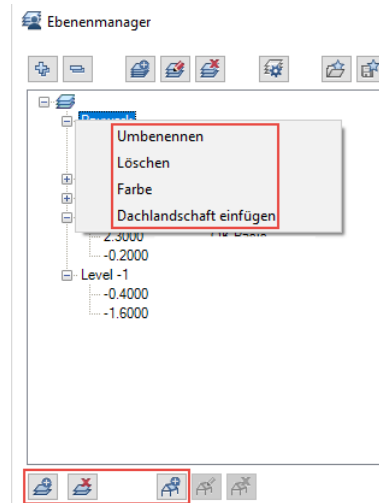 Ebenenmanager
Umbenennen
Löschen
Farbe
Dachlandschaft einfügen
2.3000
-0.2000
Level -1
-0.4000
-1.6000